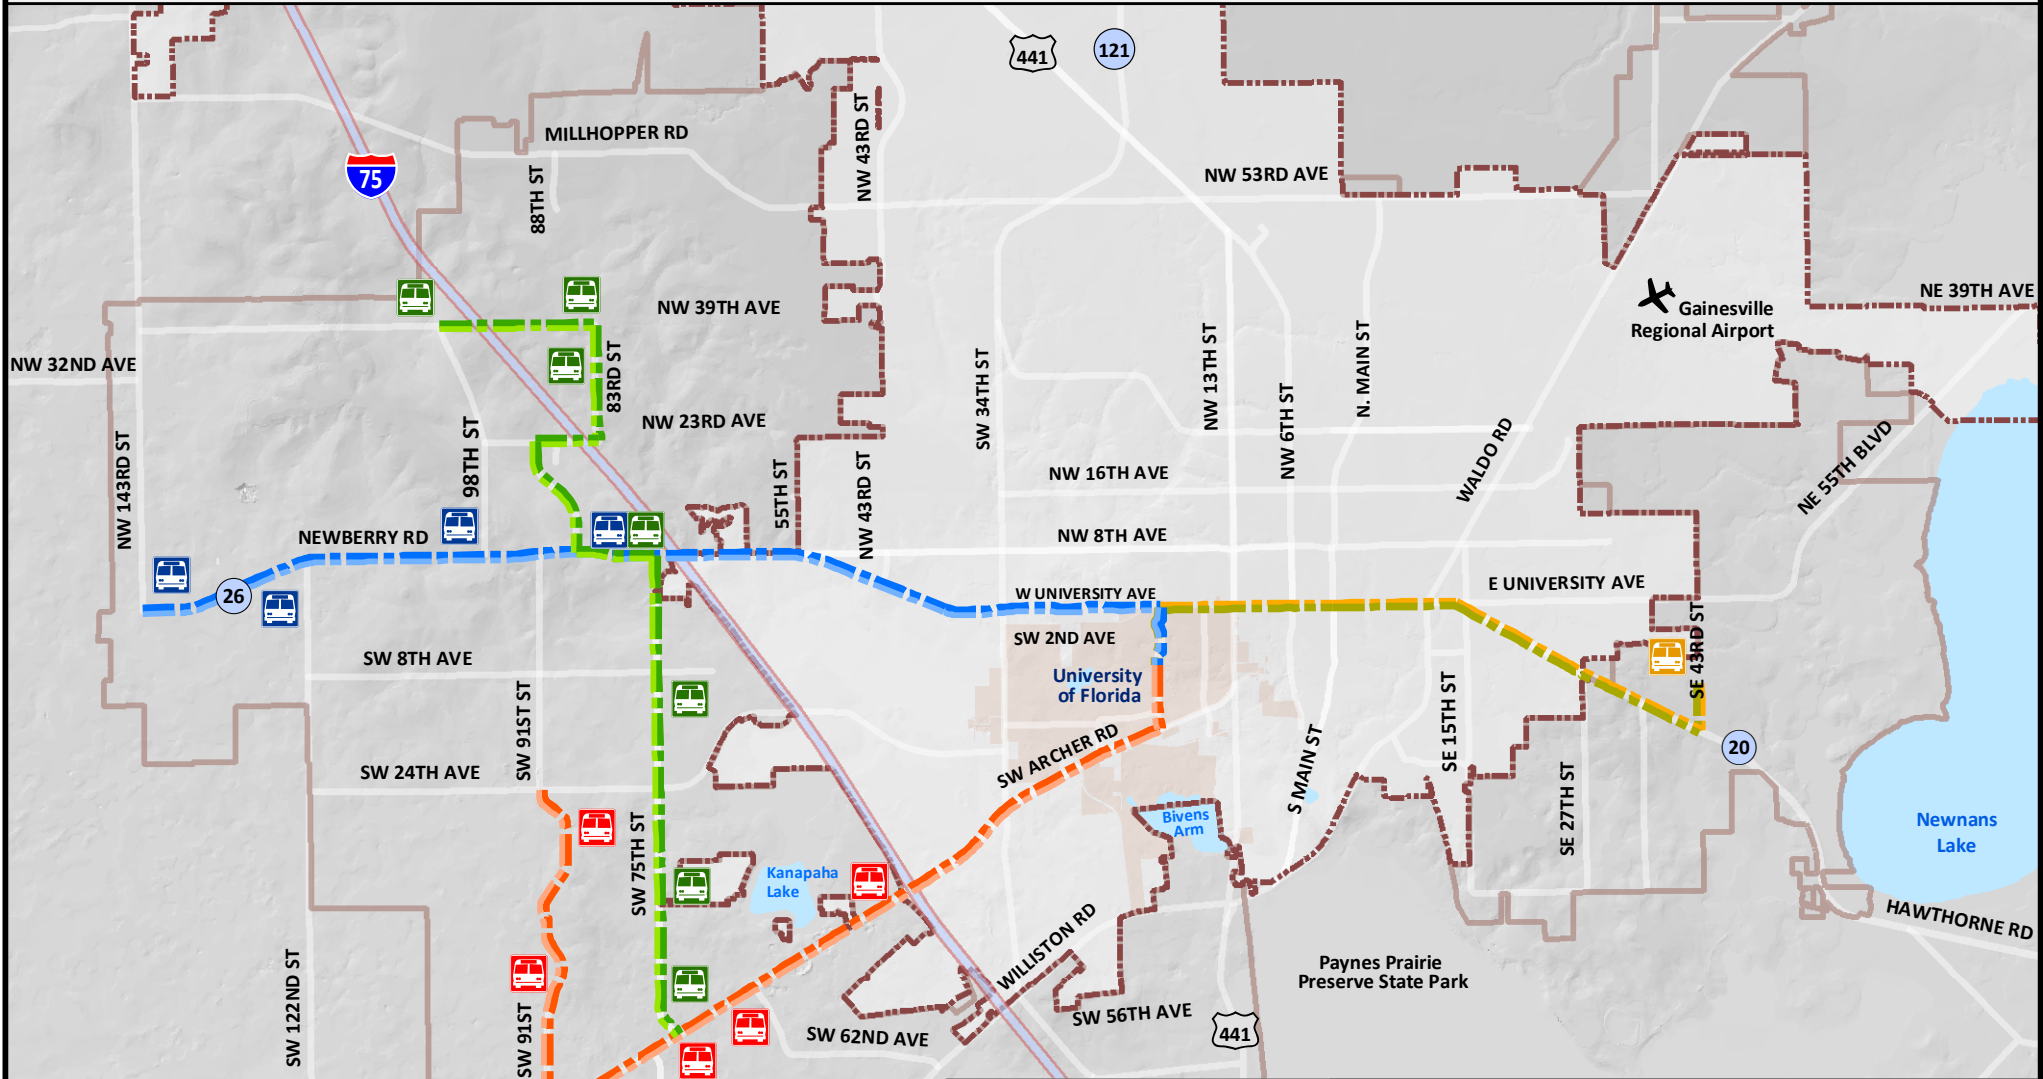 441
121
MILLHOPPER RD
NW 43RD ST
75
88TH ST
NW 53RD AVE
NW 39TH AVE
Gainesville
Regional Airport
NE 39TH AVE
NW 32ND AVE
83RD ST
SW 34TH ST
NW 13TH ST
N. MAIN ST
NW 6TH ST
NW 23RD AVE
98TH ST
NW 143RD ST
55TH ST
NW 43RD ST
NW 16TH AVE
WALDO RD
NE 55TH BLVD
NEWBERRY RD
NW 8TH AVE
26
W UNIVERSITY AVE
E UNIVERSITY AVE
SW 2ND AVE
SW 8TH AVE
University
of Florida
SE 43RD ST
SW 91ST ST
SW 24TH AVE
SW ARCHER RD
S MAIN ST
SE 15TH ST
20
SE 27TH ST
Bivens
Arm
Newnans
Lake
SW 75TH ST
Kanapaha
Lake
HAWTHORNE RD
WILLISTON RD
SW 122ND ST
SW 91ST
Paynes Prairie
Preserve State Park
SW 56TH AVE
SW 62ND AVE
441